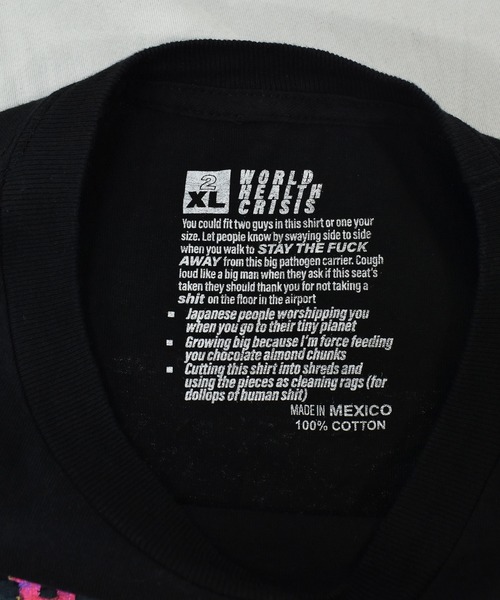 2
XL
WORLD
HEALTH
CRISIS
You could fit two guys in this shirt or one your
size. Let people know by swaying side to side
when you walk to STAY THE FUCK
AWAY from this big pathogen carrier. Cough
loud like a big man when they ask if this seat's
taken they should thank you for not taking a
shit on the floor in the airport
▪ Japanese people worshipping you
when you go to their tiny planet
▪ Growing big because I'm force feeding
you chocolate almond chunks
▪ Cutting this shirt into shreds and
using the pieces as cleaning rags (for
dollops of human shit)
MADE IN MEXICO
100% COTTON